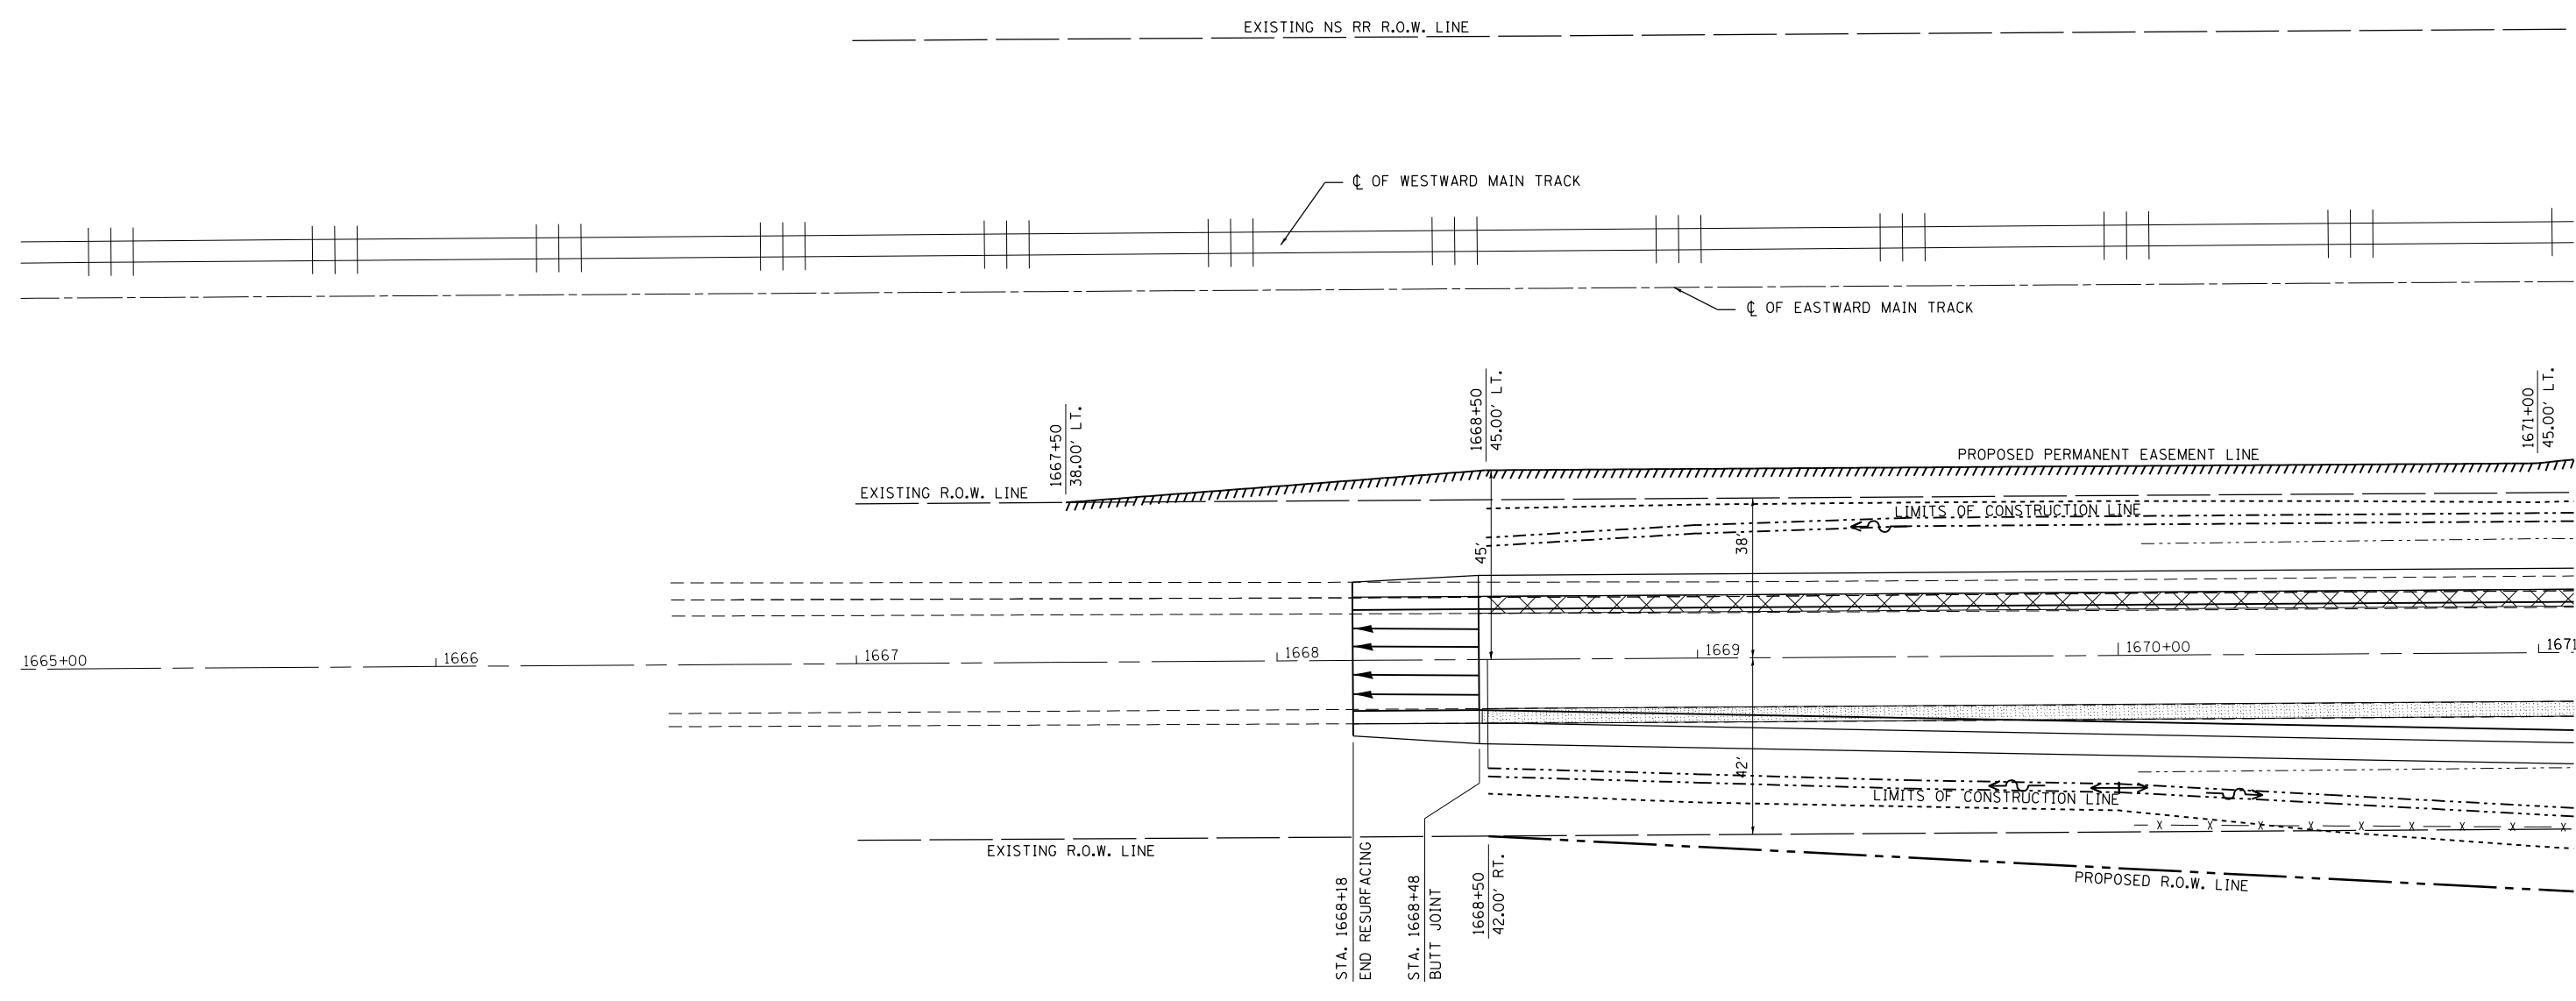 EXISTING NS RR R.O.W. LINE
℄ OF WESTWARD MAIN TRACK
℄ OF EASTWARD MAIN TRACK
1667+50
38.00' LT.
1668+50
45.00' LT.
1671+00
45.00' LT.
PROPOSED PERMANENT EASEMENT LINE
EXISTING R.O.W. LINE
LIMITS OF CONSTRUCTION LINE
45'
38'
1665+00
1666
1667
1668
1669
1670+00
1671
42'
LIMITS OF CONSTRUCTION LINE
X X X X X X X X X
EXISTING R.O.W. LINE
PROPOSED R.O.W. LINE
STA. 1668+18
END RESURFACING
STA. 1668+48
BUTT JOINT
1668+50
42.00' RT.